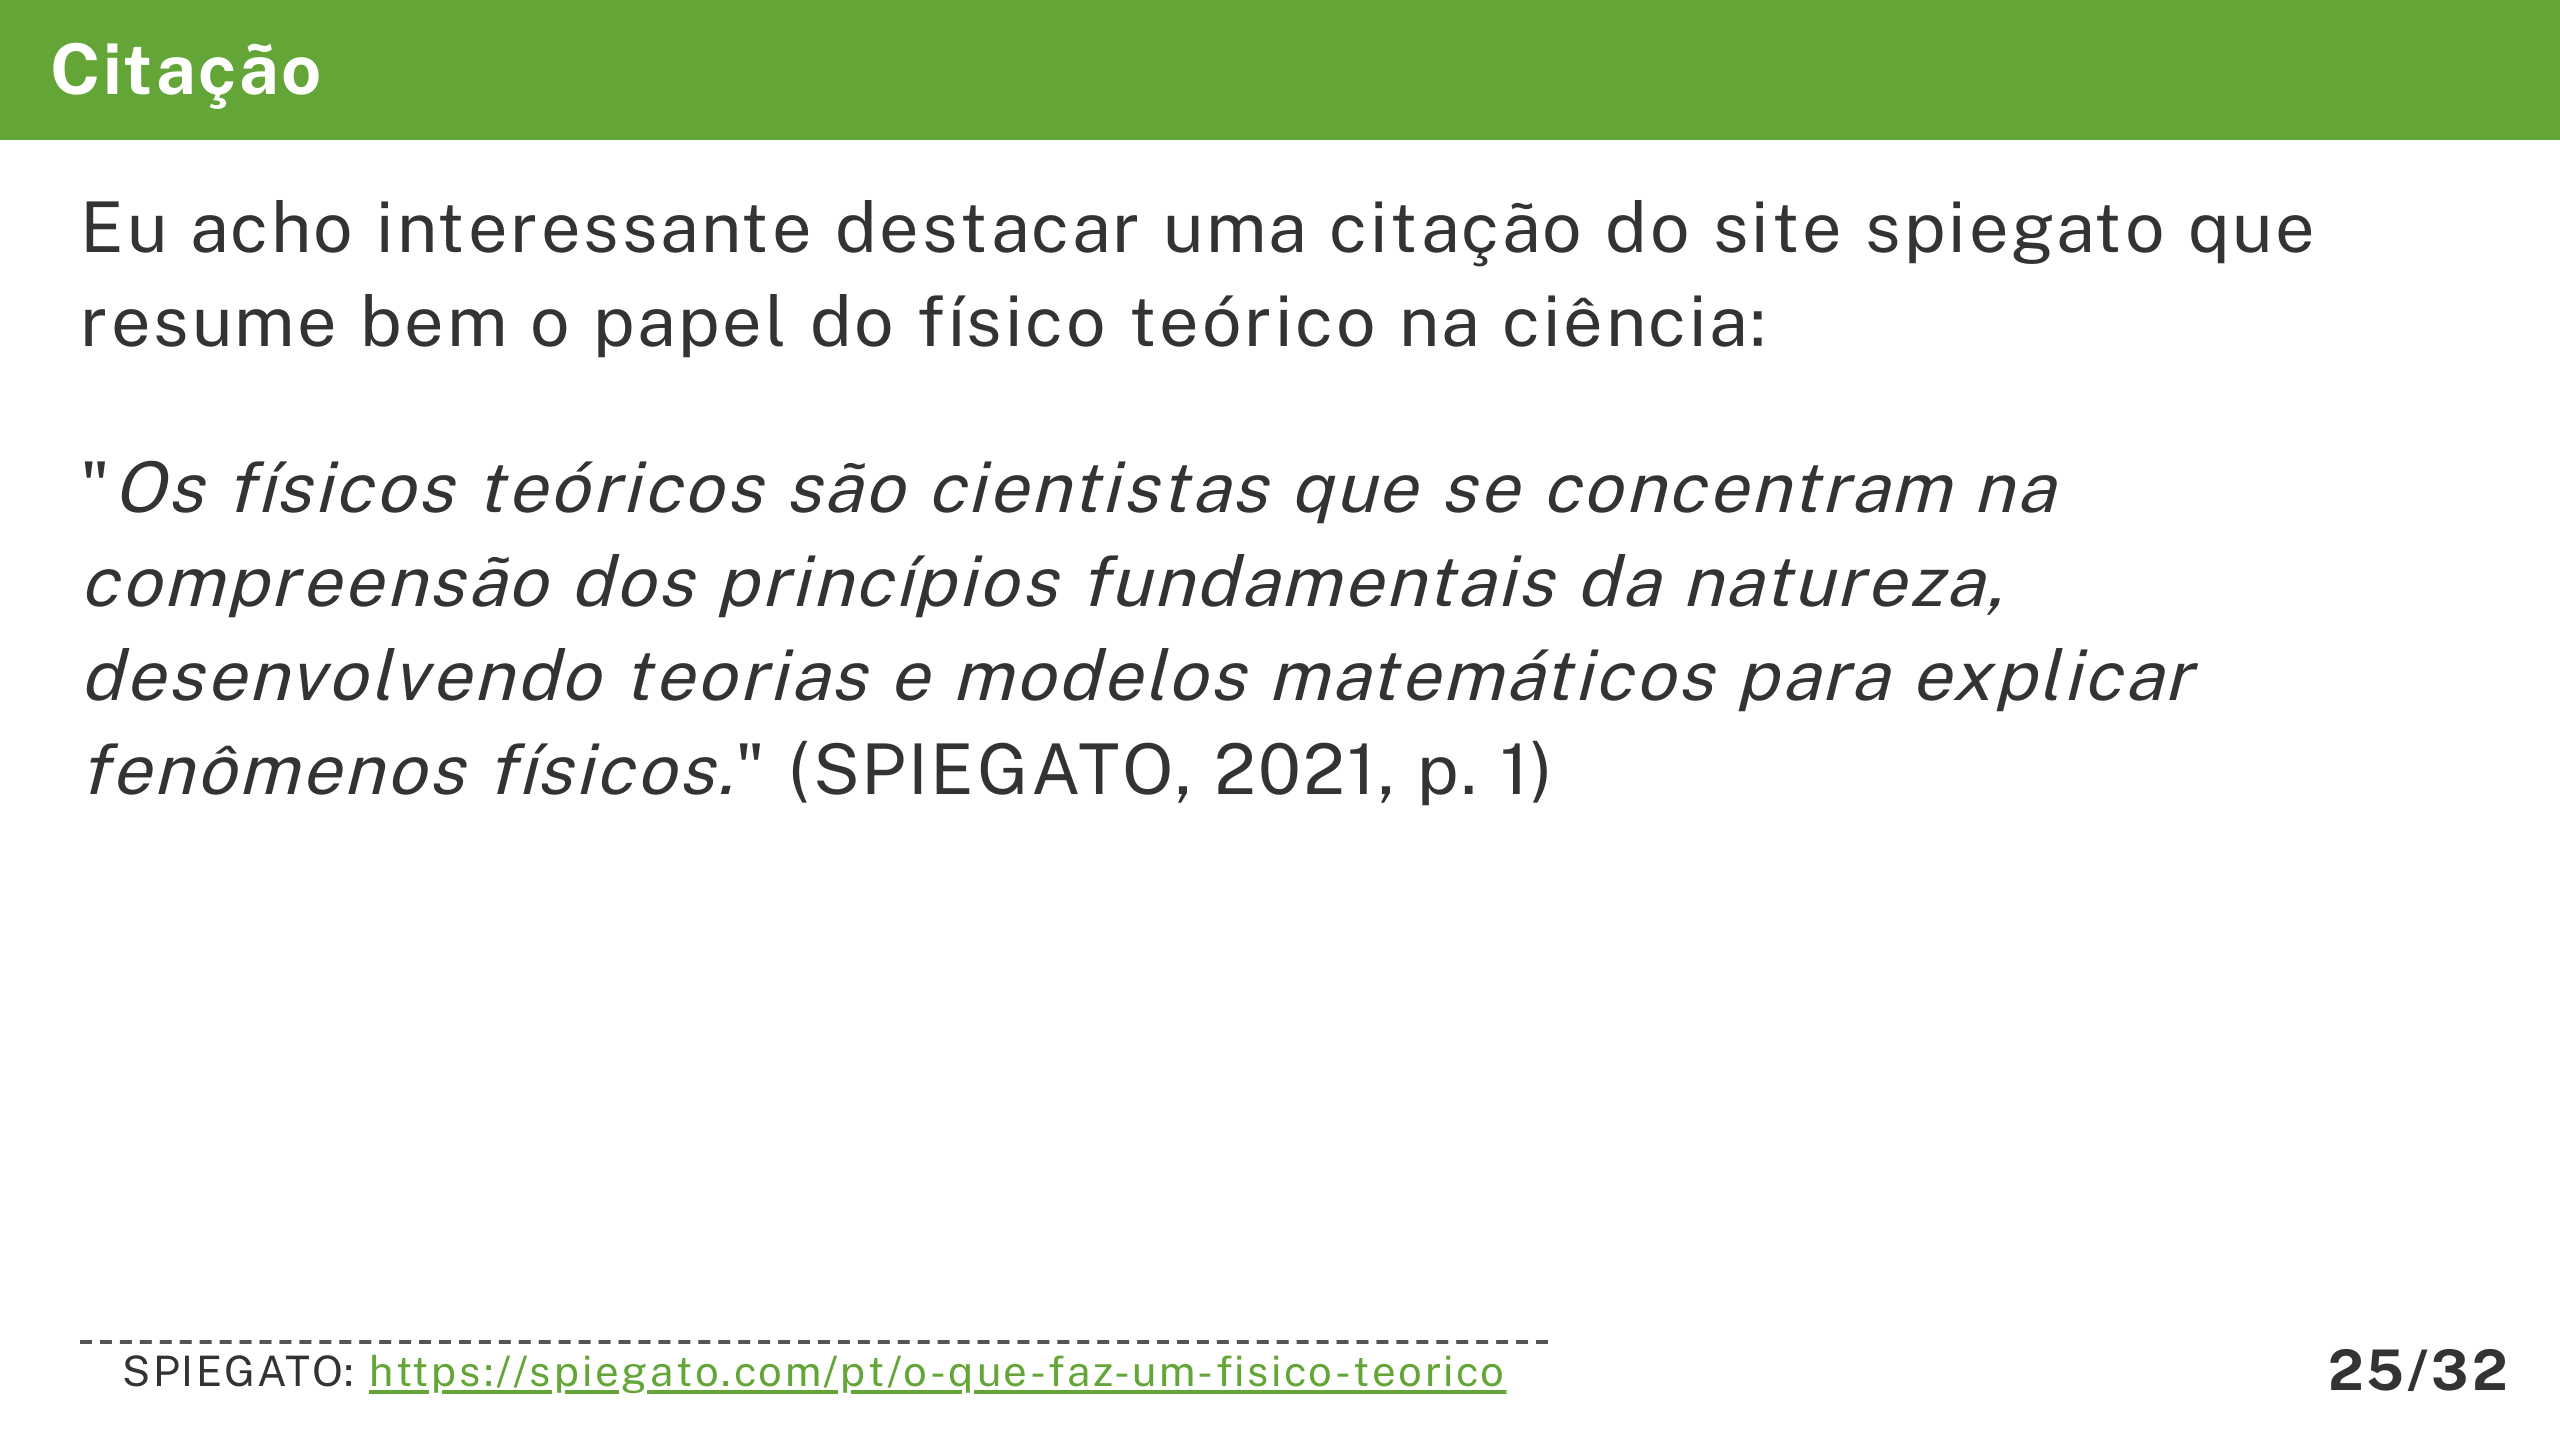 Citação
Eu acho interessante destacar uma citação do site spiegato que
resume bem o papel do físico teórico na ciência:
"Os físicos teóricos são cientistas que se concentram na
compreensão dos princípios fundamentais da natureza,
desenvolvendo teorias e modelos matemáticos para explicar
fenômenos físicos." (SPIEGATO, 2021, p. 1)
SPIEGATO: https://spiegato.com/pt/o-que-faz-um-fisico-teorico
25/32